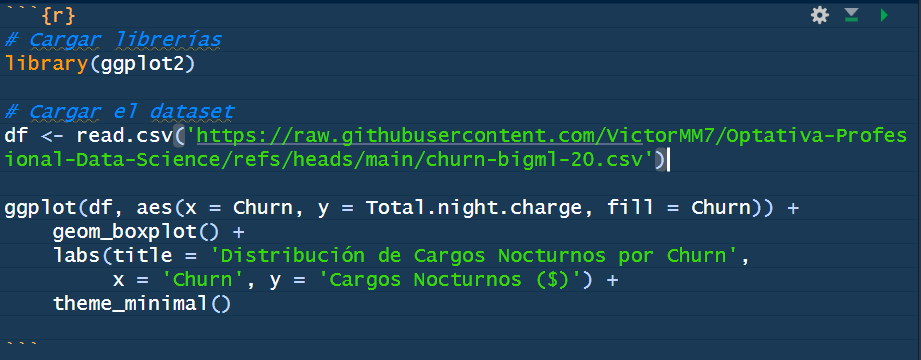 ```{r}
# Cargar librerías
library(ggplot2)
# Cargar el dataset
df <- read.csv('https://raw.githubusercontent.com/VictorMM7/Optativa-Profes
ional-Data-Science/refs/heads/main/churn-bigml-20.csv')
ggplot(df, aes(x = Churn, y = Total.night.charge, fill = Churn)) +
    geom_boxplot() +
    labs(title = 'Distribución de Cargos Nocturnos por Churn',
         x = 'Churn', y = 'Cargos Nocturnos ($)') +
    theme_minimal()
```